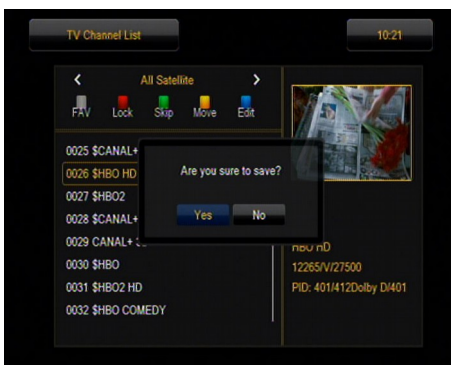 TV Channel List
10:21
All Satellite
FAV Lock Skip Move Edit
0025 $CANAL+
0026 $HBO HD
0027 $HBO2
0028 $CANAL+
0029 CANAL+
0030 $HBO
0031 $HBO2 HD
0032 $HBO COMEDY
Are you sure to save?
Yes No
HBO HD
12265/V/27500
PID: 401/412Dolby D/401